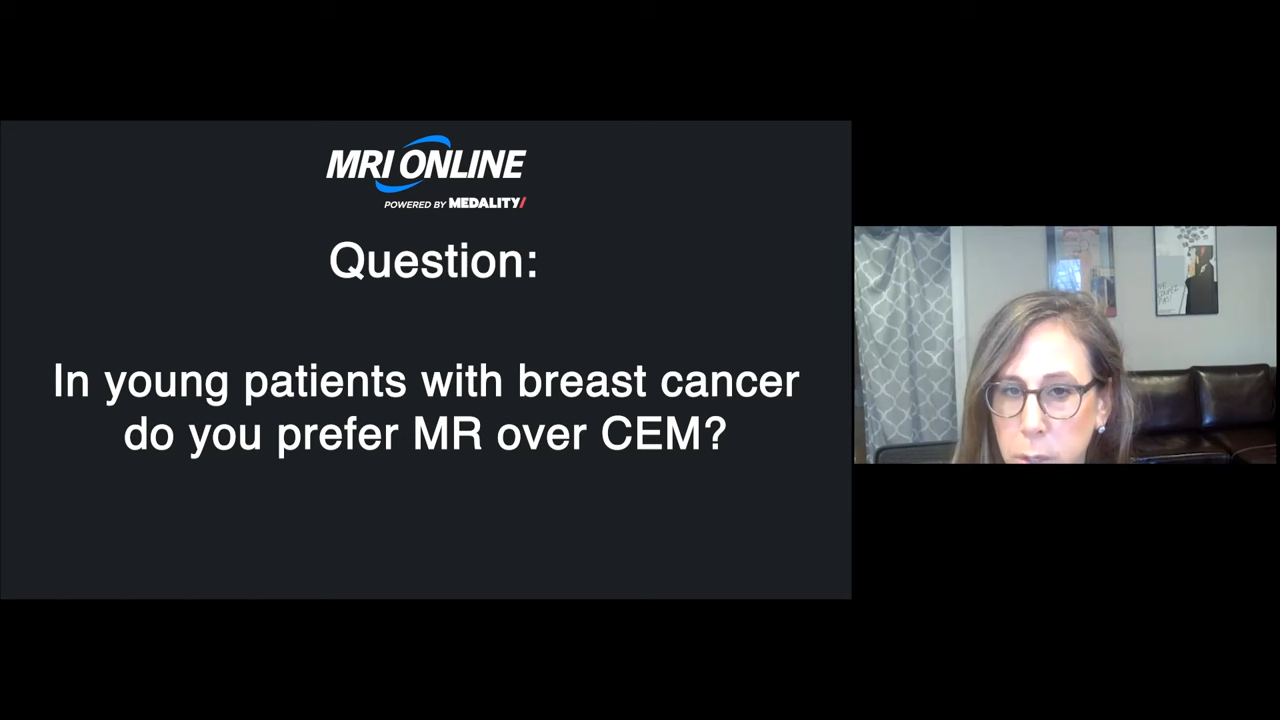 MRI ONLINE
POWERED BY MEDALITY/
Question:
In young patients with breast cancer
do you prefer MR over CEM?